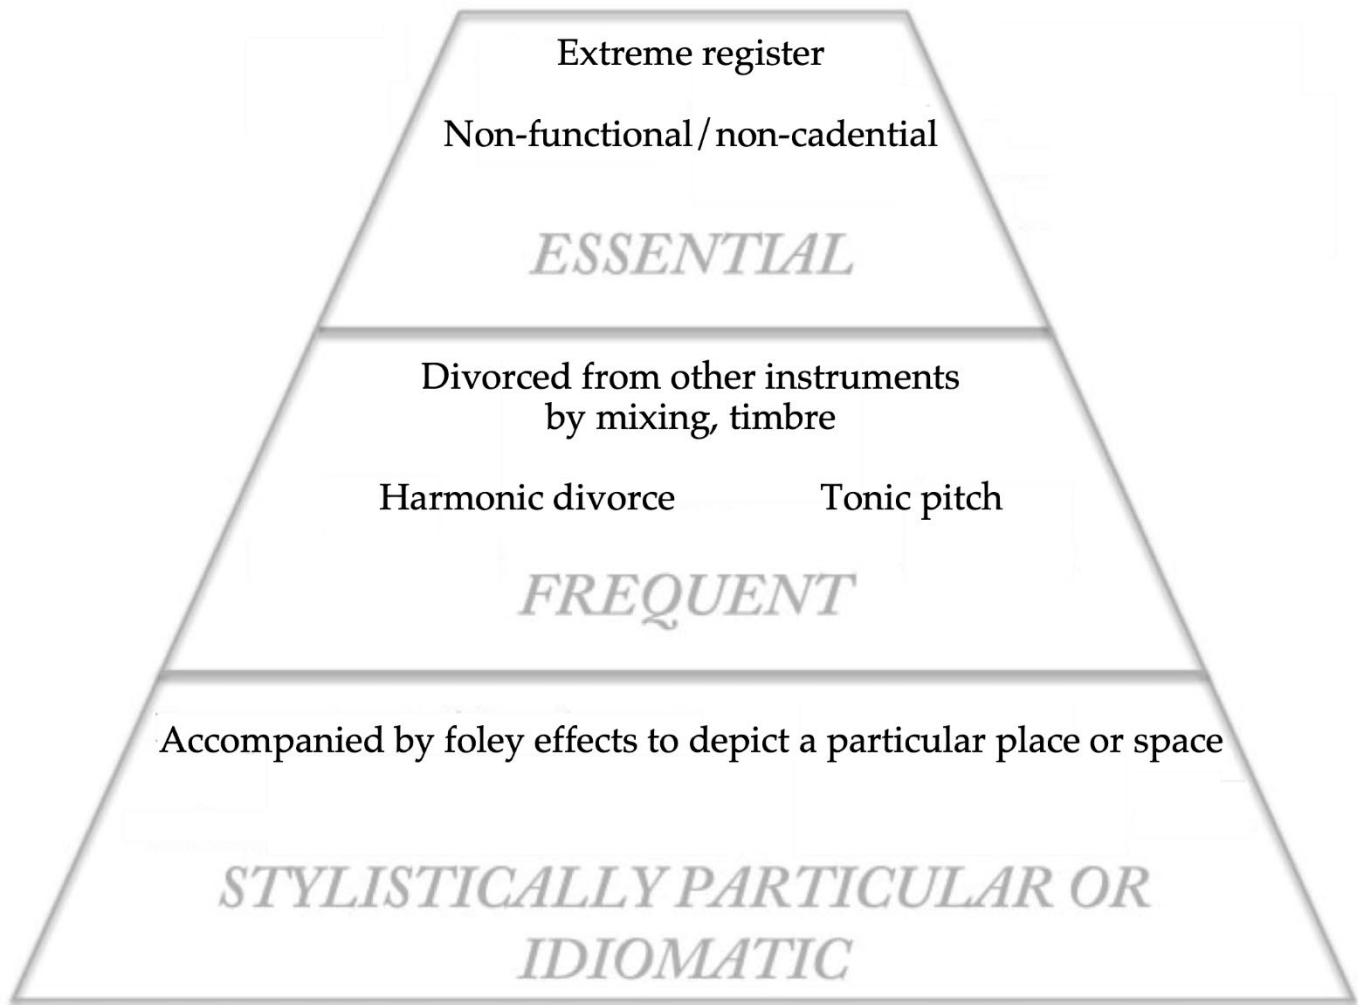 Extreme register
Non-functional/non-cadential
ESSENTIAL
Divorced from other instruments
by mixing, timbre
Harmonic divorce Tonic pitch
FREQUENT
Accompanied by foley effects to depict a particular place or space
STYLISTICALLY PARTICULAR OR
IDIOMATIC